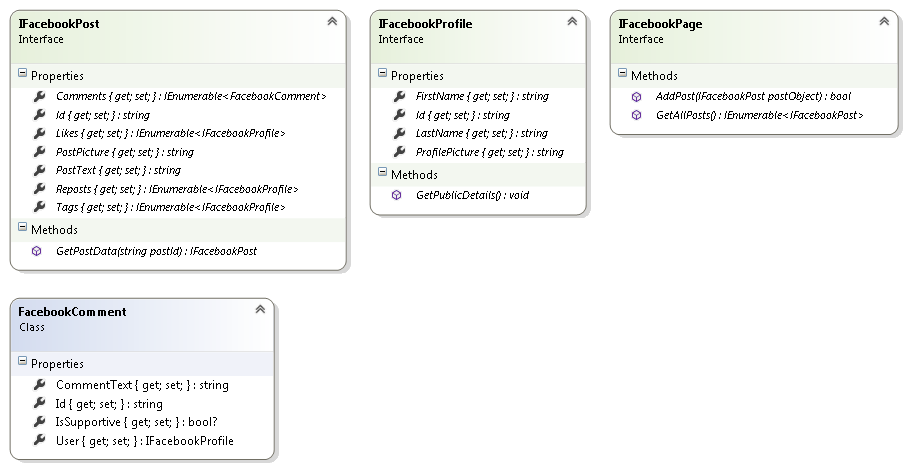 IFacebookPost
Interface
Properties
Comments { get; set; } : IEnumerable<FacebookComment>
Id { get; set; } : string
Likes { get; set; } : IEnumerable<IFacebookProfile>
PostPicture { get; set; } : string
PostText { get; set; } : string
Reposts { get; set; } : IEnumerable<IFacebookProfile>
Tags { get; set; } : IEnumerable<IFacebookProfile>
Methods
GetPostData(string postId) : IFacebookPost
IFacebookProfile
Interface
Properties
FirstName { get; set; } : string
Id { get; set; } : string
LastName { get; set; } : string
ProfilePicture { get; set; } : string
Methods
GetPublicDetails() : void
IFacebookPage
Interface
Methods
AddPost(IFacebookPost postObject) : bool
GetAllPosts() : IEnumerable<IFacebookPost>
FacebookComment
Class
Properties
CommentText { get; set; } : string
Id { get; set; } : string
IsSupportive { get; set; } : bool?
User { get; set; } : IFacebookProfile